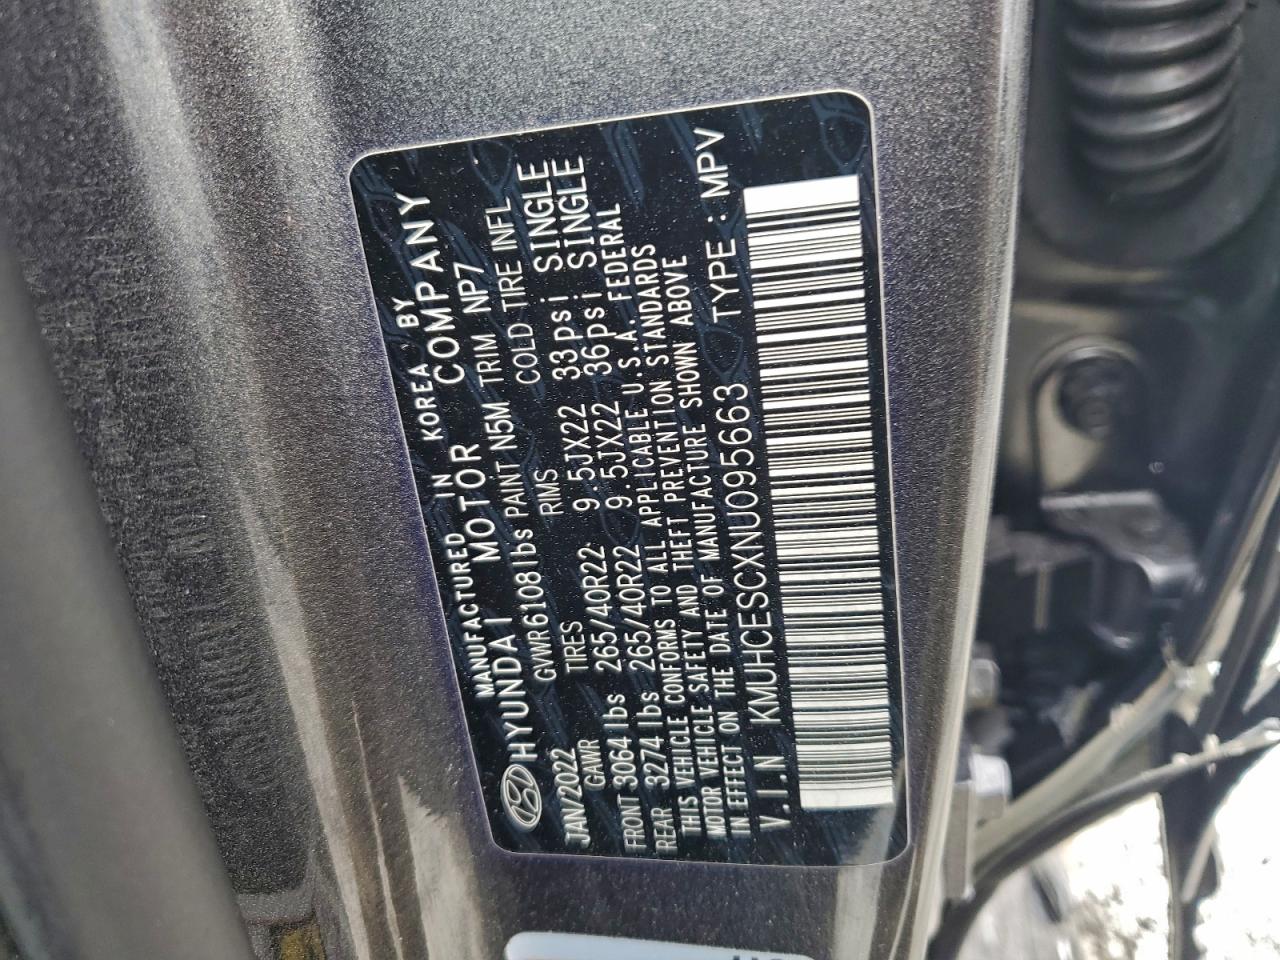 MANUFACTURED IN KOREA BY
HYUNDAI MOTOR COMPANY
JAN/2022 GVWR6108lbs PAINT N5M TRIM NP7
GAWR TIRES RIMS COLD TIRE INFL
FRONT 3064lbs 265/40R22 9.5JX22 33psi SINGLE
REAR 3274lbs 265/40R22 9.5JX22 36psi SINGLE
THIS VEHICLE CONFORMS TO ALL APPLICABLE U.S.A. FEDERAL
MOTOR VEHICLE SAFETY AND THEFT PREVENTION STANDARDS
IN EFFECT ON THE DATE OF MANUFACTURE SHOWN ABOVE
V.I.N KMUHCESCXNU095663 TYPE : MPV